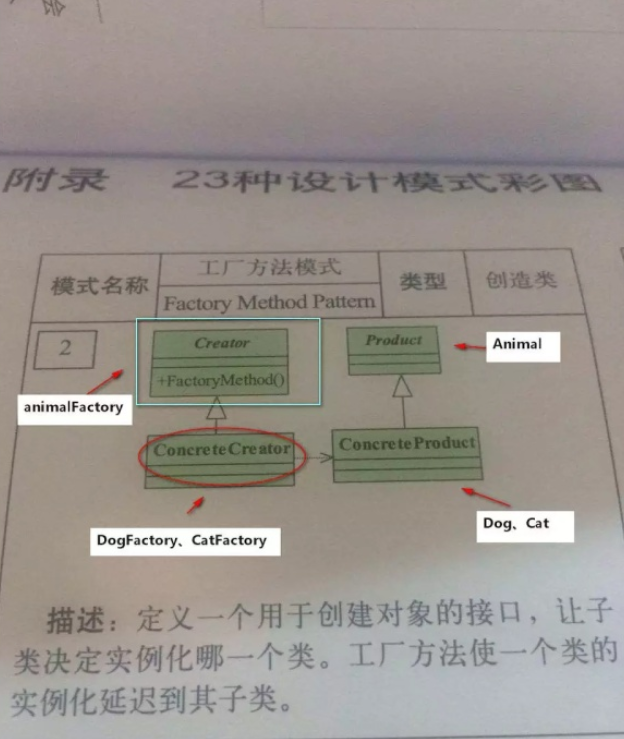 附录 23种设计模式彩图
模式名称
工厂方法模式
Factory Method Pattern
类型
创造类
2
Creator
+FactoryMethod()
Product
Animal
animalFactory
ConcreteCreator
ConcreteProduct
DogFactory、CatFactory
Dog、Cat
描述：定义一个用于创建对象的接口，让子
类决定实例化哪一个类。工厂方法使一个类的
实例化延迟到其子类。